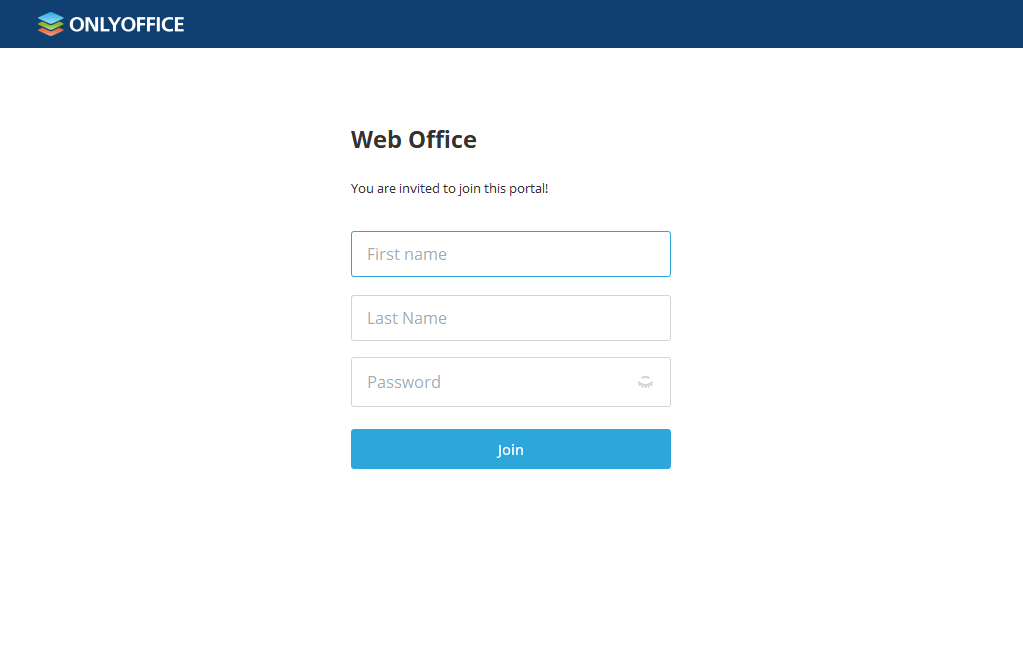 ONLYOFFICE
Web Office
You are invited to join this portal!
First name
Last Name
Password
Join